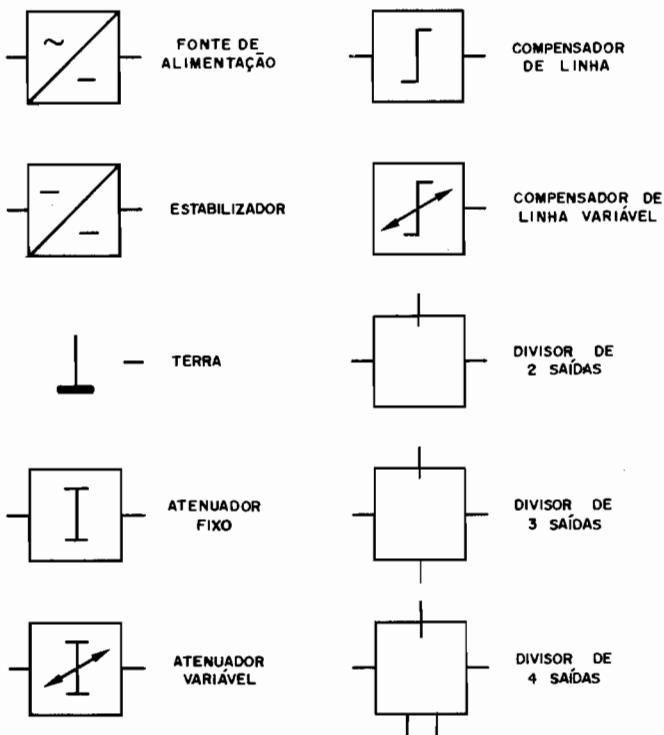 FONTE DE
ALIMENTAÇÃO
COMPENSADOR
DE LINHA
ESTABILIZADOR
COMPENSADOR DE
LINHA VARIÁVEL
TERRA
DIVISOR DE
2 SAÍDAS
ATENUADOR
FIXO
DIVISOR DE
3 SAÍDAS
ATENUADOR
VARIÁVEL
DIVISOR DE
4 SAÍDAS